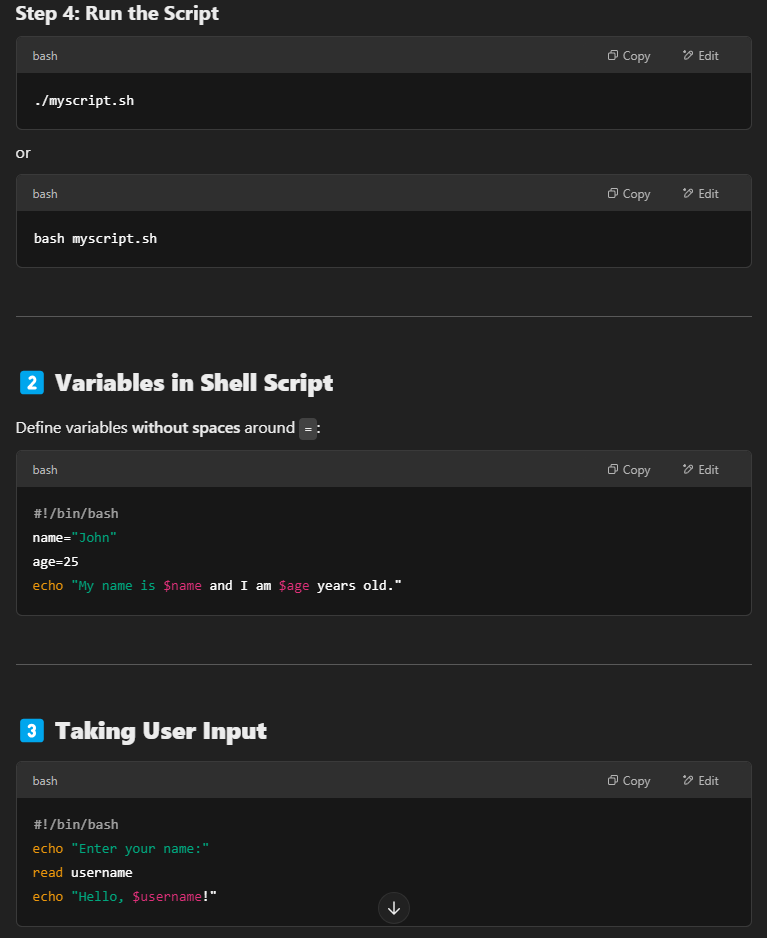 Step 4: Run the Script
bash Copy Edit
./myscript.sh
or
bash Copy Edit
bash myscript.sh
2 Variables in Shell Script
Define variables without spaces around =:
bash Copy Edit
#!/bin/bash
name="John"
age=25
echo "My name is $name and I am $age years old."
3 Taking User Input
bash Copy Edit
#!/bin/bash
echo "Enter your name:"
read username
echo "Hello, $username!"